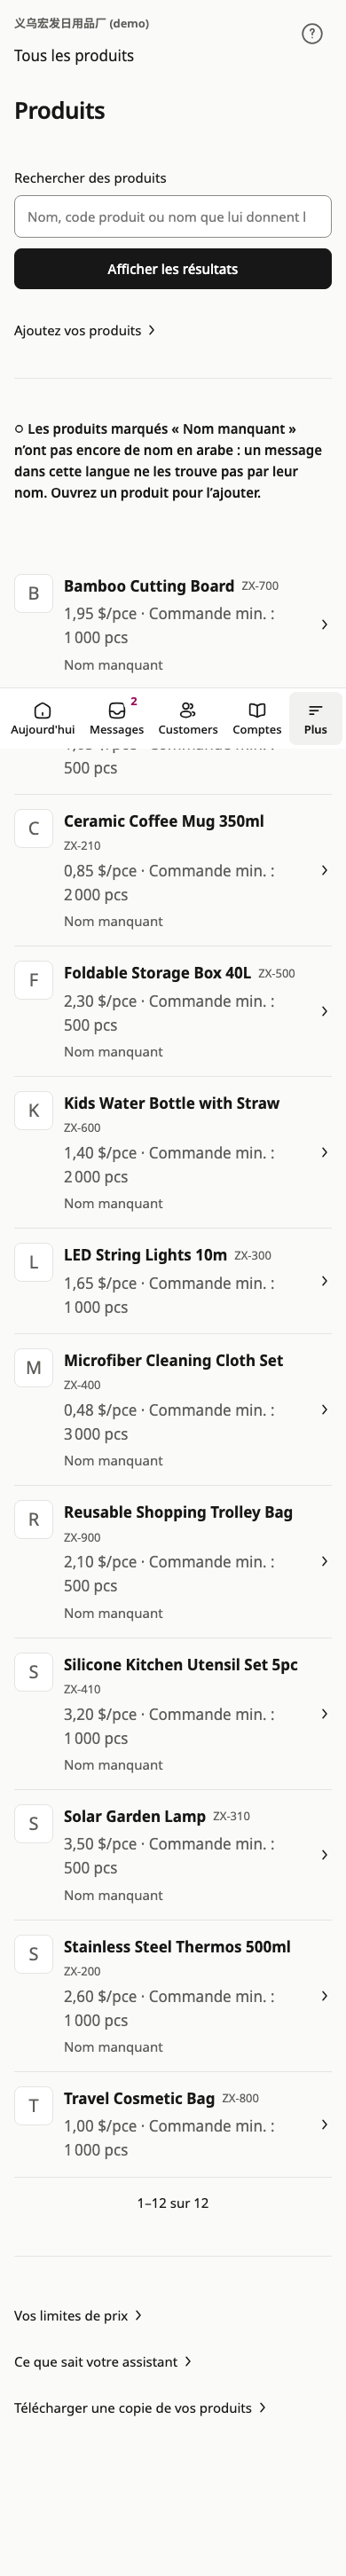 义乌宏发日用品厂 (demo)
Tous les produits
Produits
Rechercher des produits
Nom, code produit ou nom que lui donnent l
Afficher les résultats
Ajoutez vos produits
Les produits marqués « Nom manquant »
n’ont pas encore de nom en arabe : un message
dans cette langue ne les trouve pas par leur
nom. Ouvrez un produit pour l’ajouter.
B
Bamboo Cutting Board ZX-700
1,95 $/pce · Commande min. :
1 000 pcs
Nom manquant
2
Aujourd'hui Messages Customers Comptes Plus
500 pcs
C
Ceramic Coffee Mug 350ml
ZX-210
0,85 $/pce · Commande min. :
2 000 pcs
Nom manquant
F
Foldable Storage Box 40L ZX-500
2,30 $/pce · Commande min. :
500 pcs
Nom manquant
K
Kids Water Bottle with Straw
ZX-600
1,40 $/pce · Commande min. :
2 000 pcs
Nom manquant
L
LED String Lights 10m ZX-300
1,65 $/pce · Commande min. :
1 000 pcs
M
Microfiber Cleaning Cloth Set
ZX-400
0,48 $/pce · Commande min. :
3 000 pcs
Nom manquant
R
Reusable Shopping Trolley Bag
ZX-900
2,10 $/pce · Commande min. :
500 pcs
Nom manquant
S
Silicone Kitchen Utensil Set 5pc
ZX-410
3,20 $/pce · Commande min. :
1 000 pcs
Nom manquant
S
Solar Garden Lamp ZX-310
3,50 $/pce · Commande min. :
500 pcs
Nom manquant
S
Stainless Steel Thermos 500ml
ZX-200
2,60 $/pce · Commande min. :
1 000 pcs
Nom manquant
T
Travel Cosmetic Bag ZX-800
1,00 $/pce · Commande min. :
1 000 pcs
1–12 sur 12
Vos limites de prix
Ce que sait votre assistant
Télécharger une copie de vos produits